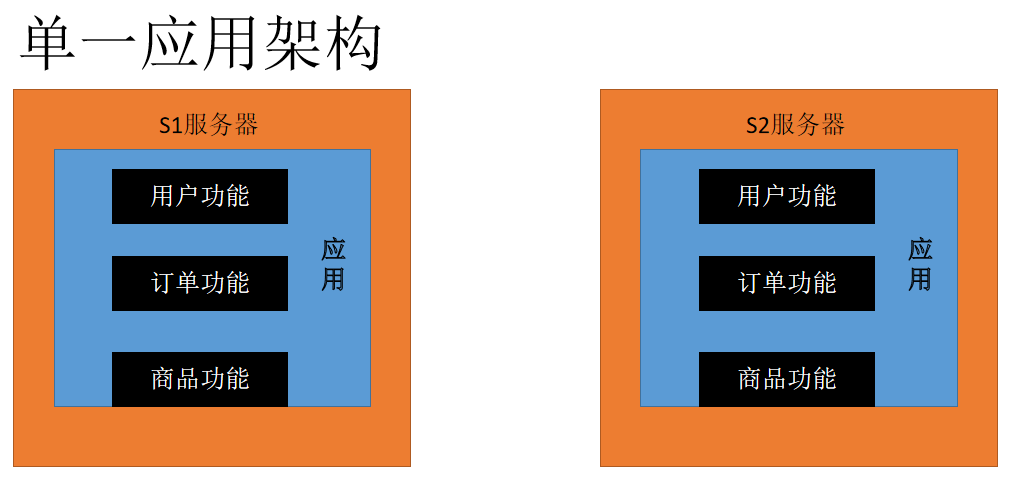 单一应用架构
S1服务器
用户功能
订单功能
商品功能
应
用
S2服务器
用户功能
订单功能
商品功能
应
用